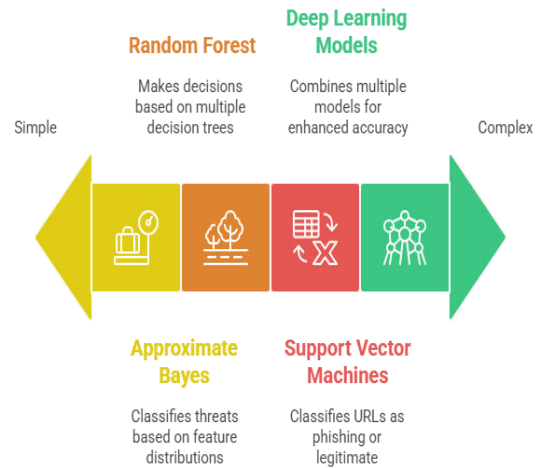 Random Forest
Makes decisions
based on multiple
decision trees
Deep Learning
Models
Combines multiple
models for
enhanced accuracy
Simple
Complex
Approximate
Bayes
Classifies threats
based on feature
distributions
Support Vector
Machines
Classifies URLs as
phishing or
legitimate